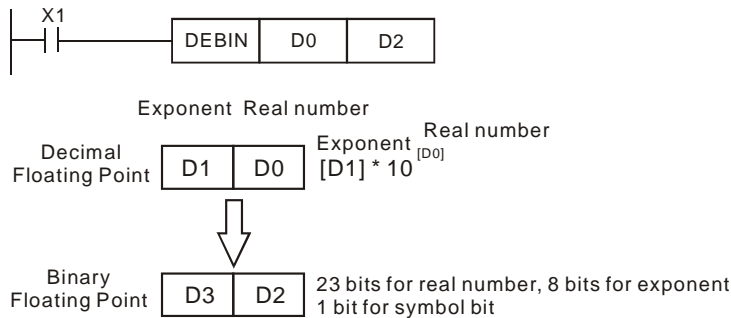 X1
DEBIN D0 D2
Exponent Real number
Decimal Floating Point
D1 D0
Exponent Real number
[D1] * 10 [D0]
Binary Floating Point
D3 D2
23 bits for real number, 8 bits for exponent
1 bit for symbol bit